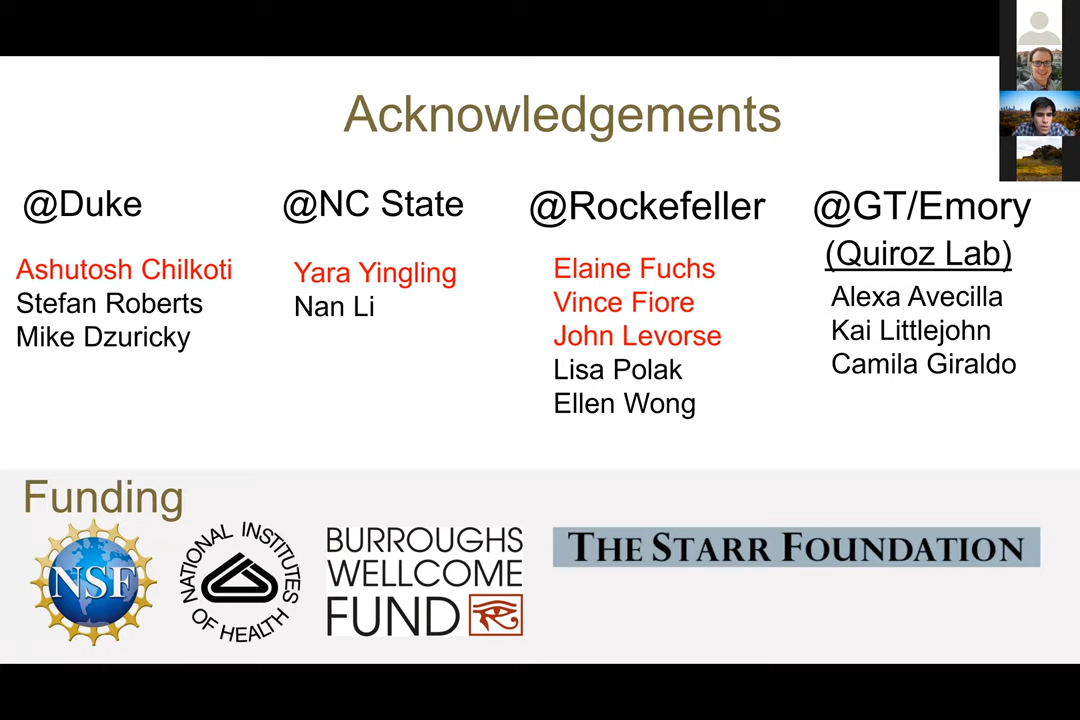 Acknowledgements
@Duke
Ashutosh Chilkoti
Stefan Roberts
Mike Dzuricky
@NC State
Yara Yingling
Nan Li
@Rockefeller
Elaine Fuchs
Vince Fiore
John Levorse
Lisa Polak
Ellen Wong
@GT/Emory
(Quiroz Lab)
Alexa Avecilla
Kai Littlejohn
Camila Giraldo
Funding
NSF
NATIONAL INSTITUTES
OF HEALTH
BURROUGHS
WELLCOME
FUND
THE STARR FOUNDATION